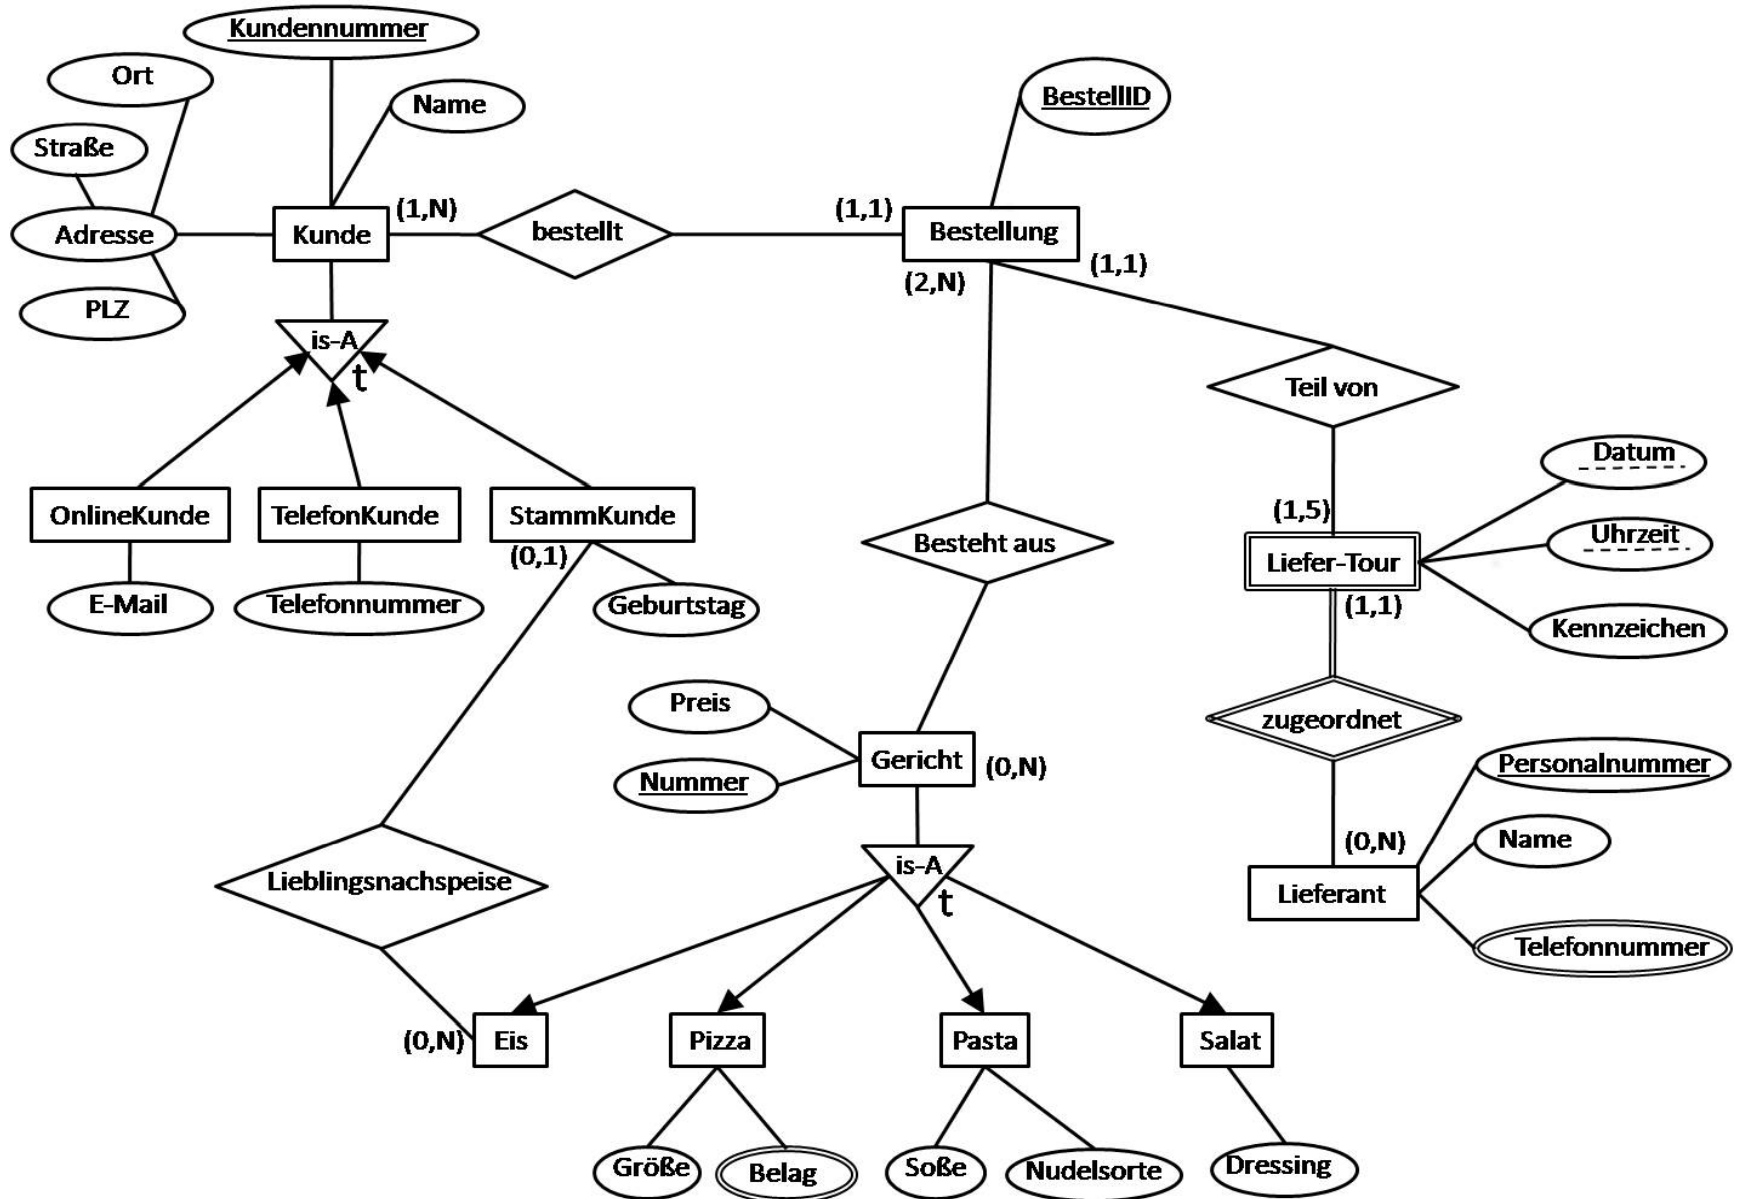 Kundennummer
Ort
Name
BestellID
Straße
Adresse
Kunde
(1,N)
bestellt
(1,1)
Bestellung
(2,N)
(1,1)
PLZ
is-A
t
Teil von
Datum
(1,5)
Uhrzeit
OnlineKunde
TelefonKunde
StammKunde
(0,1)
Besteht aus
Liefer-Tour
(1,1)
E-Mail
Telefonnummer
Geburtstag
Kennzeichen
Preis
zugeordnet
Gericht
(0,N)
Nummer
Personalnummer
(0,N)
Name
is-A
t
Lieblingsnachspeise
Lieferant
Telefonnummer
(0,N)
Eis
Pizza
Pasta
Salat
Größe
Belag
Soße
Nudelsorte
Dressing